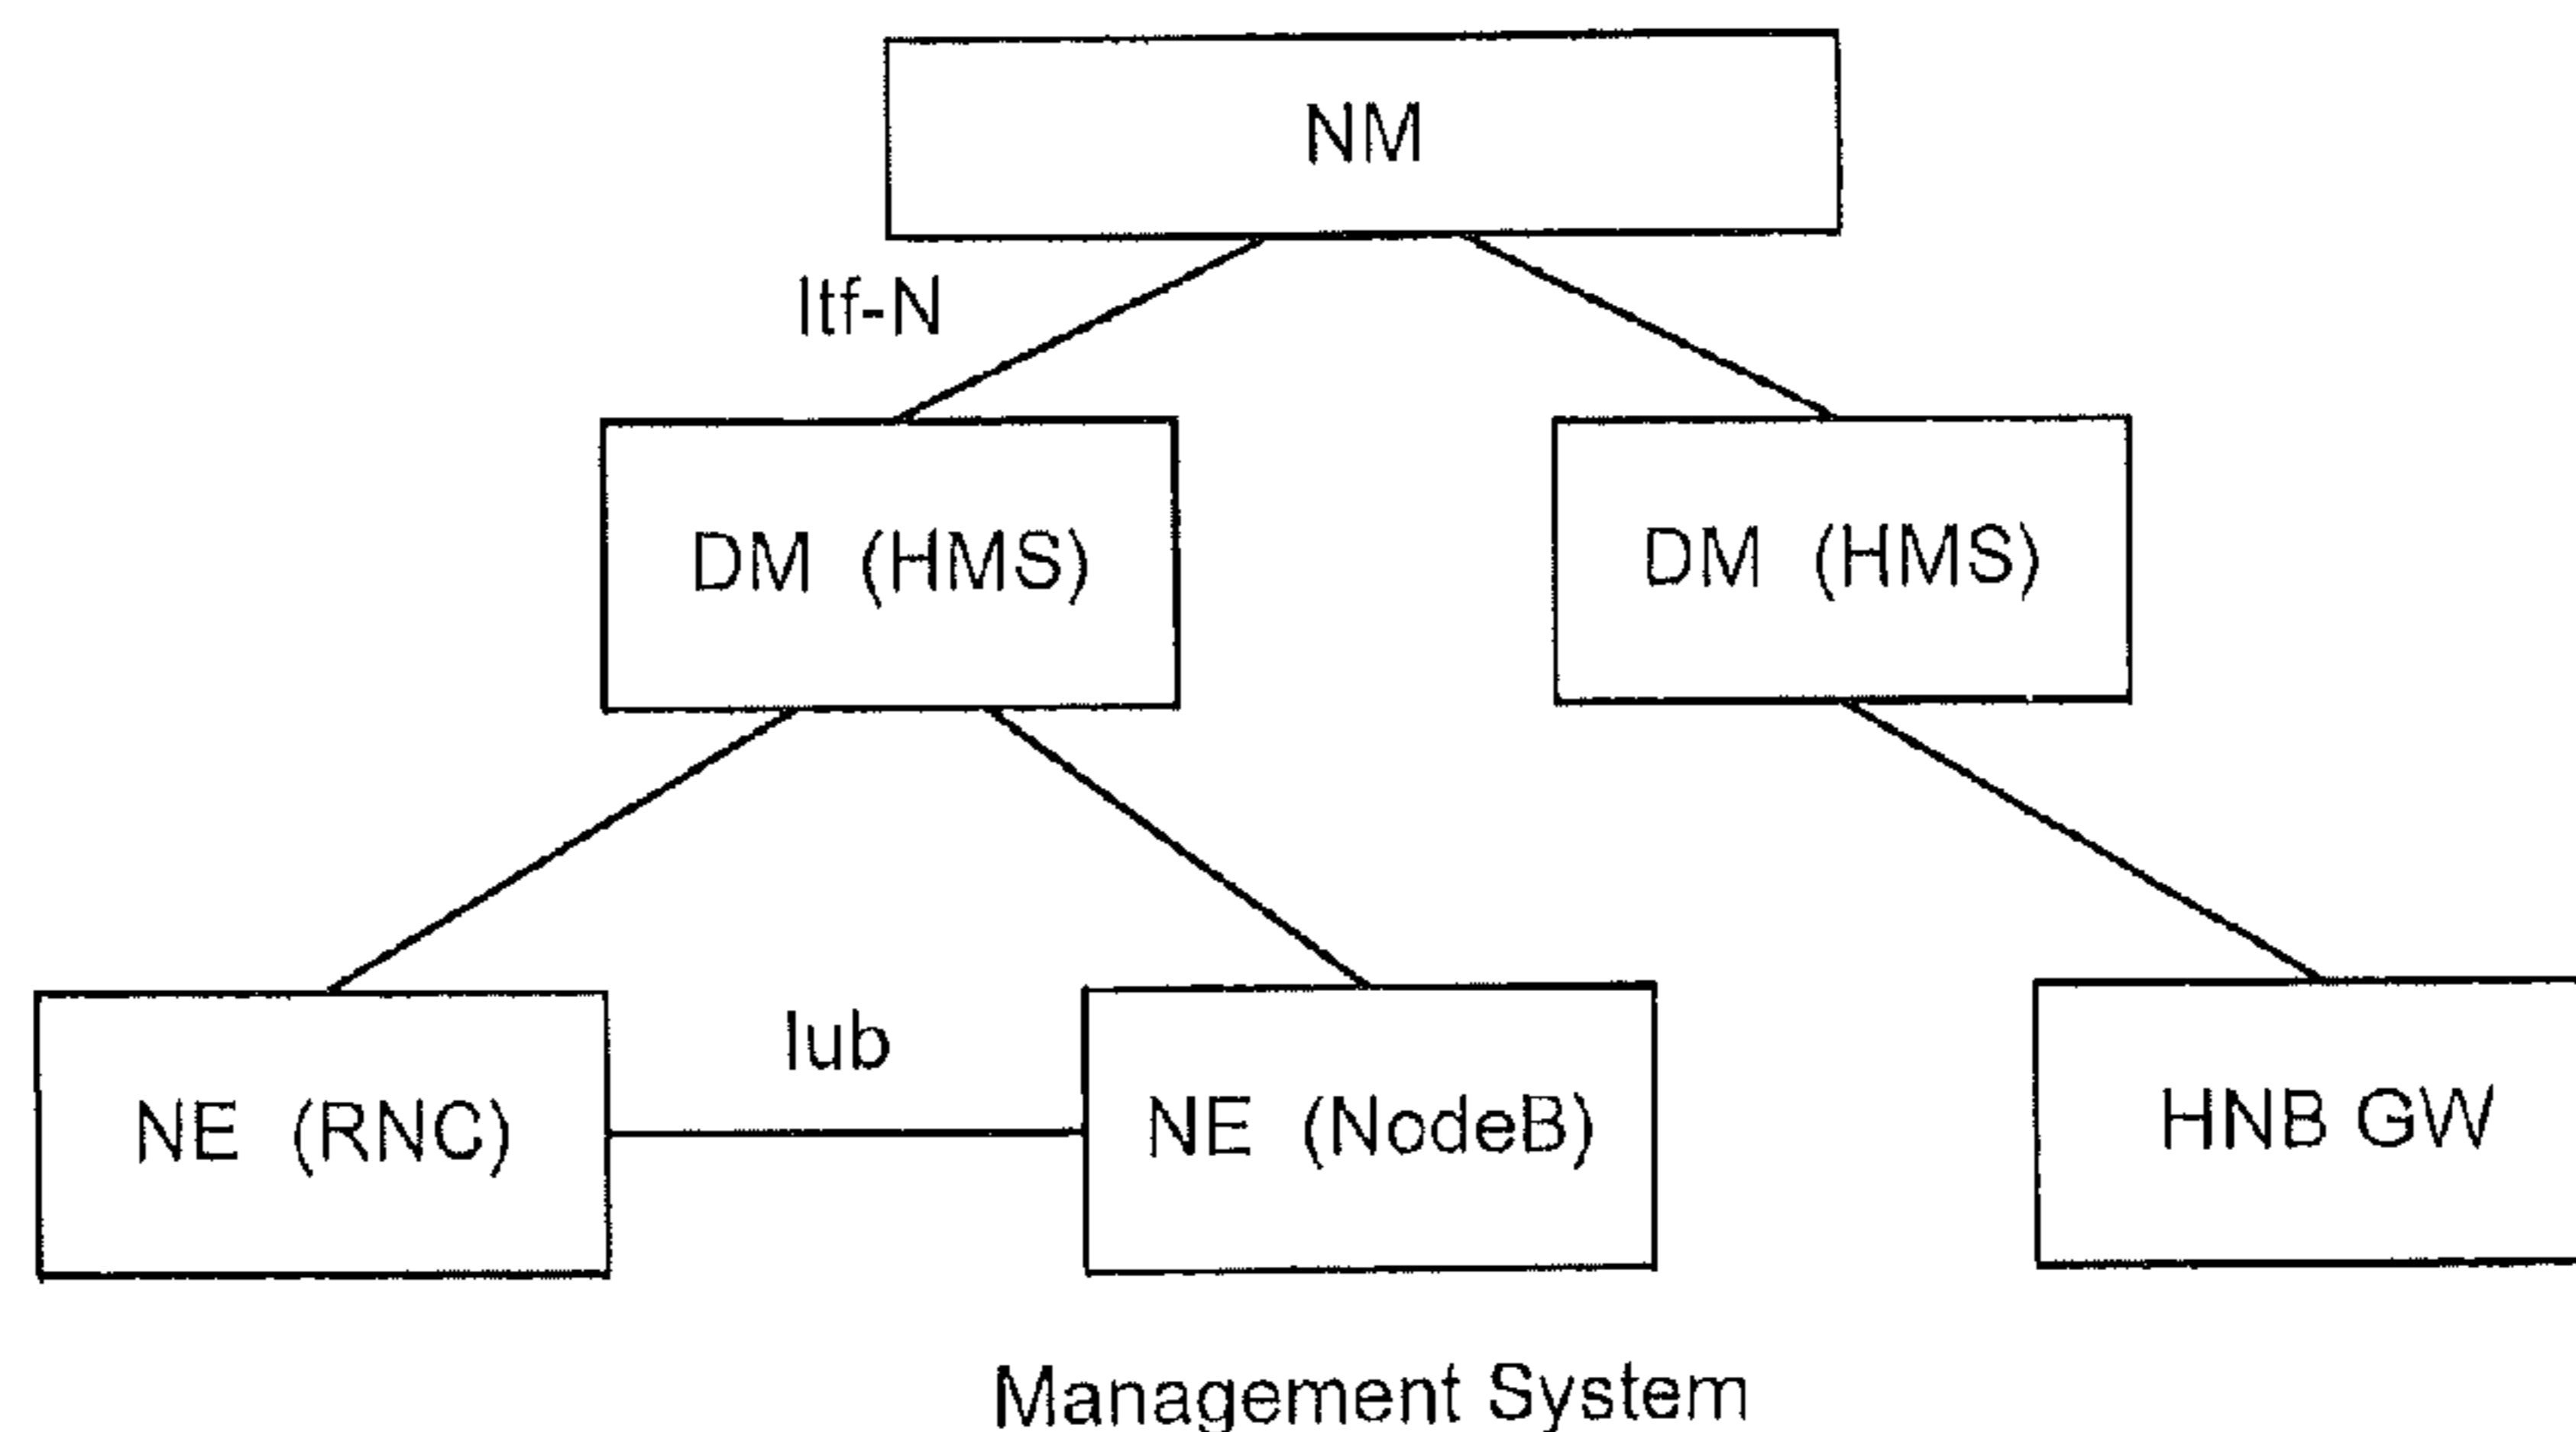 NM
Itf-N
DM (HMS)
DM (HMS)
Iub
NE (RNC)
NE (NodeB)
HNB GW
Management System